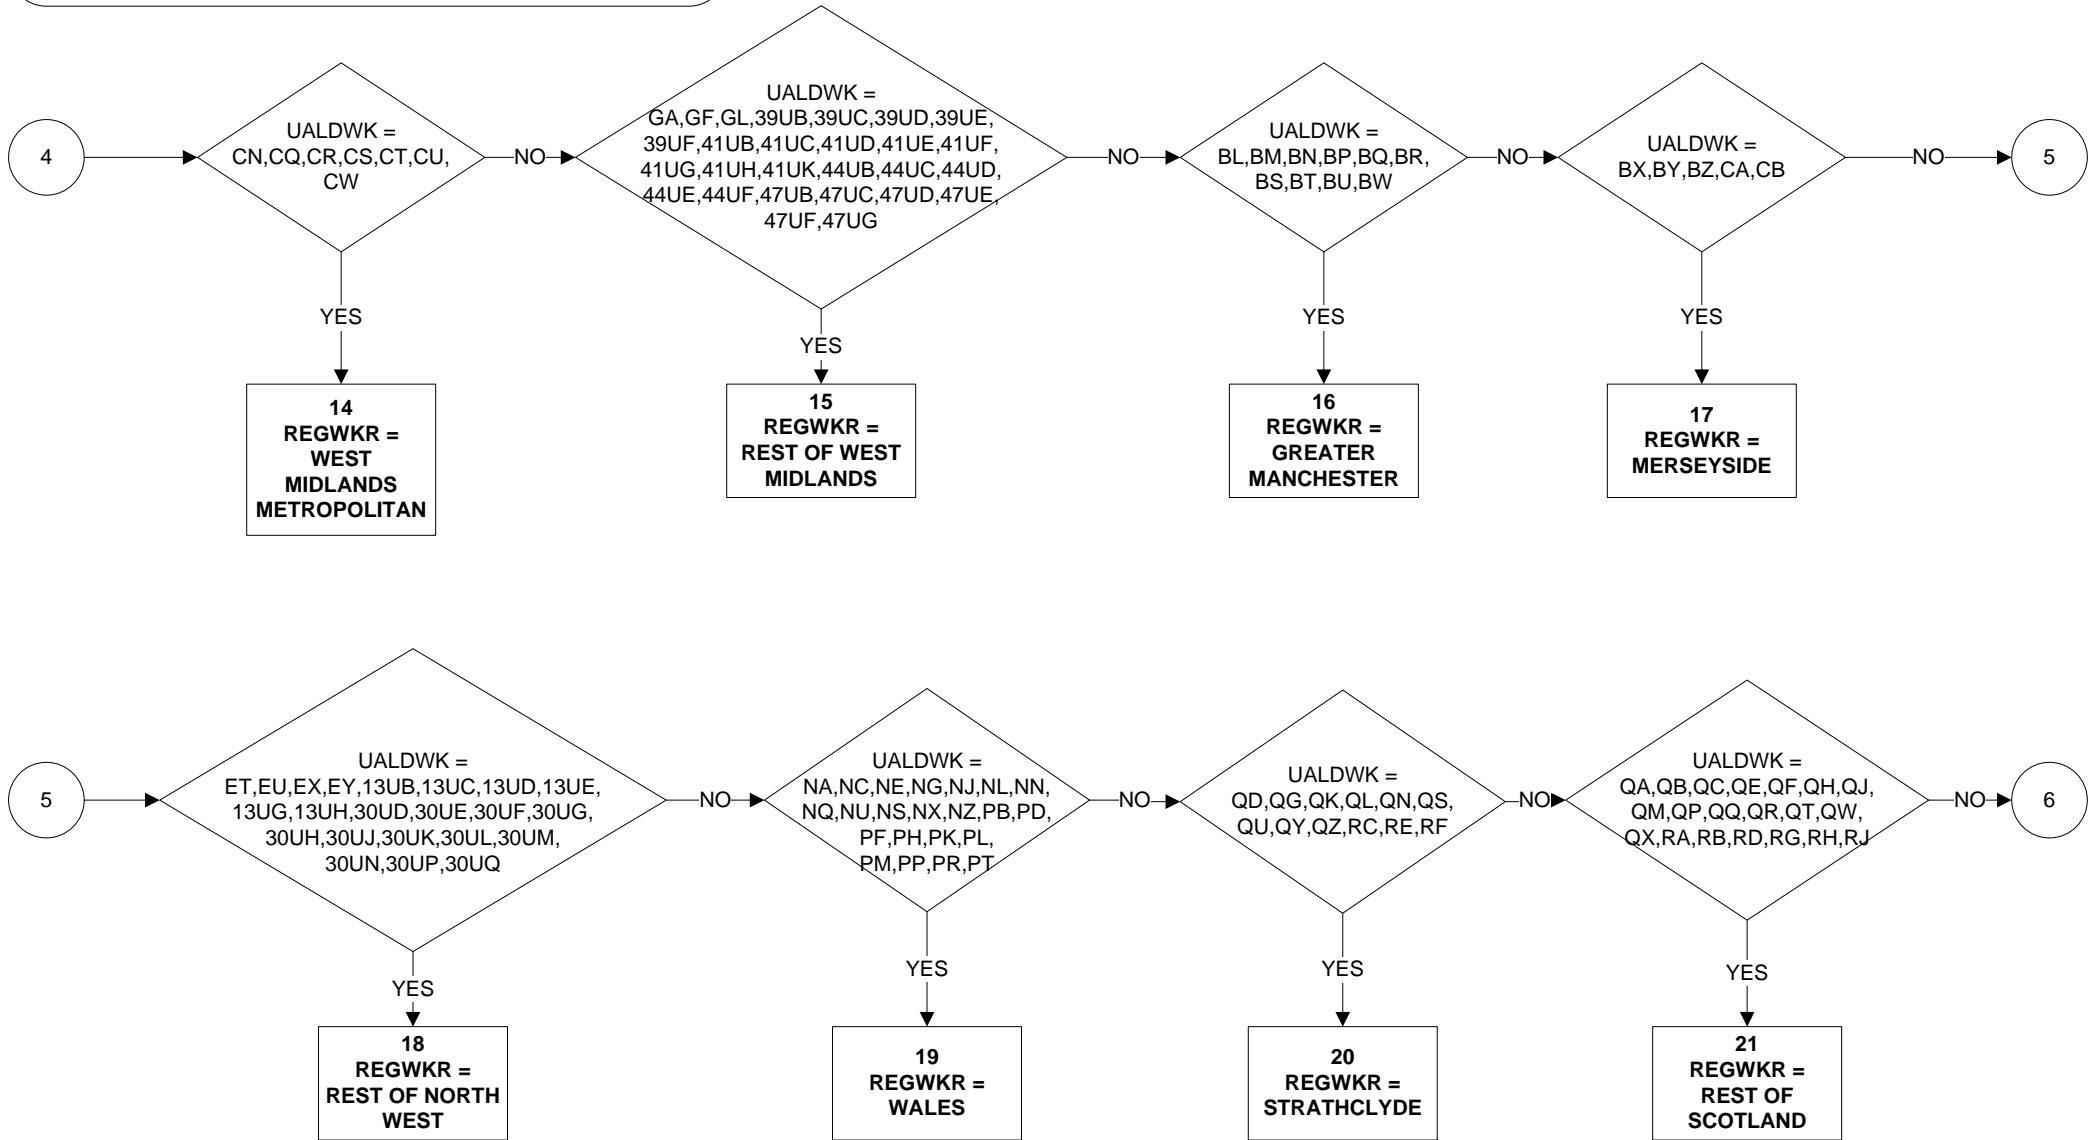 4
UALDWK =
CN,CQ,CR,CS,CT,CU,
CW
NO
UALDWK =
GA,GF,GL,39UB,39UC,39UD,39UE,
39UF,41UB,41UC,41UD,41UE,41UF,
41UG,41UH,41UK,44UB,44UC,44UD,
44UE,44UF,47UB,47UC,47UD,47UE,
47UF,47UG
NO
UALDWK =
BL,BM,BN,BP,BQ,BR,
BS,BT,BU,BW
NO
UALDWK =
BX,BY,BZ,CA,CB
NO
5
YES
YES
YES
YES
14
REGWKR =
WEST
MIDLANDS
METROPOLITAN
15
REGWKR =
REST OF WEST
MIDLANDS
16
REGWKR =
GREATER
MANCHESTER
17
REGWKR =
MERSEYSIDE
5
UALDWK =
ET,EU,EX,EY,13UB,13UC,13UD,13UE,
13UG,13UH,30UD,30UE,30UF,30UG,
30UH,30UJ,30UK,30UL,30UM,
30UN,30UP,30UQ
NO
UALDWK =
NA,NC,NE,NG,NJ,NL,NN,
NQ,NU,NS,NX,NZ,PB,PD,
PF,PH,PK,PL,
PM,PP,PR,PT
NO
UALDWK =
QD,QG,QK,QL,QN,QS,
QU,QY,QZ,RC,RE,RF
NO
UALDWK =
QA,QB,QC,QE,QF,QH,QJ,
QM,QP,QQ,QR,QT,QW,
QX,RA,RB,RD,RG,RH,RJ
NO
6
YES
YES
YES
YES
18
REGWKR =
REST OF NORTH
WEST
19
REGWKR =
WALES
20
REGWKR =
STRATHCLYDE
21
REGWKR =
REST OF
SCOTLAND